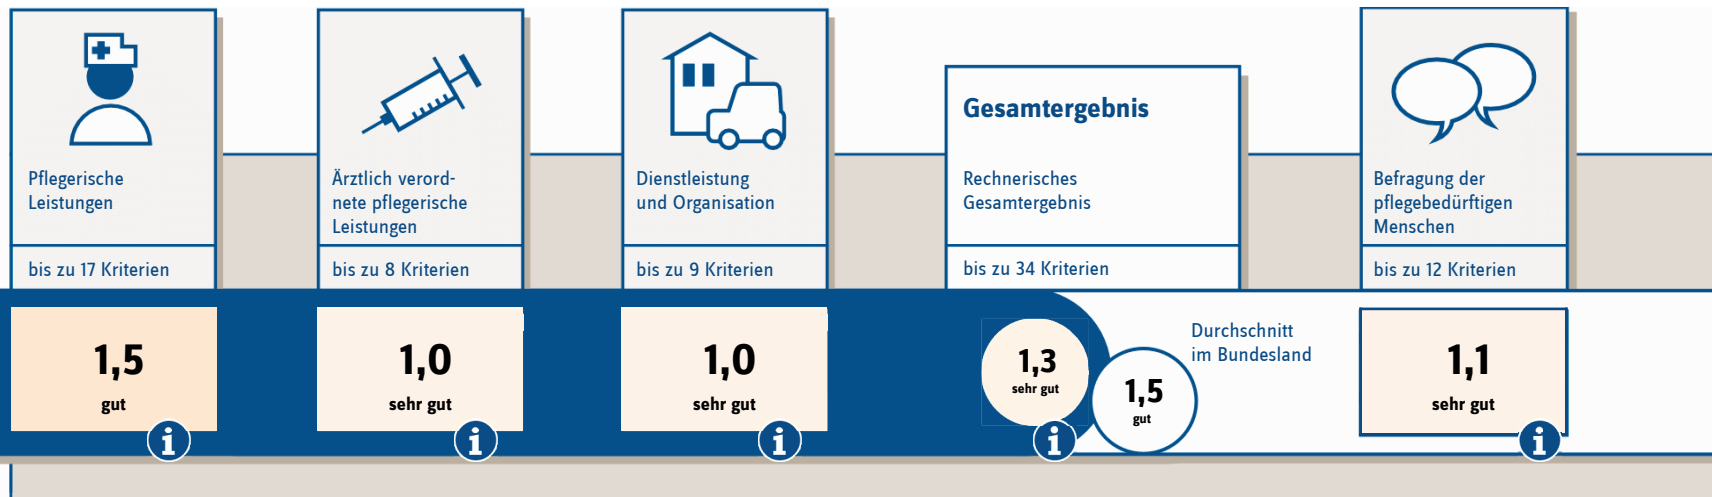 Pflegerische
Leistungen
bis zu 17 Kriterien
1,5
gut
i
Ärztlich verord-
nete pflegerische
Leistungen
bis zu 8 Kriterien
1,0
sehr gut
i
Dienstleistung
und Organisation
bis zu 9 Kriterien
1,0
sehr gut
i
Gesamtergebnis
Rechnerisches
Gesamtergebnis
bis zu 34 Kriterien
1,3
sehr gut
i
1,5
gut
Durchschnitt
im Bundesland
Befragung der
pflegebedürftigen
Menschen
bis zu 12 Kriterien
1,1
sehr gut
i